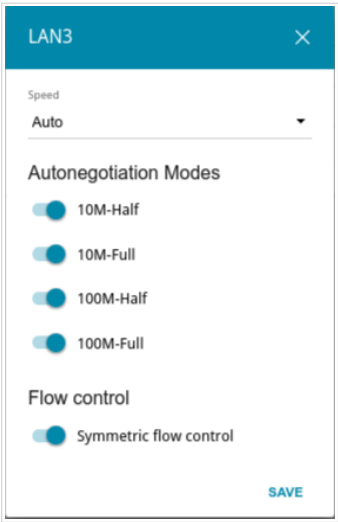 LAN3
Speed
Auto
Autonegotiation Modes
10M-Half
10M-Full
100M-Half
100M-Full
Flow control
Symmetric flow control
SAVE